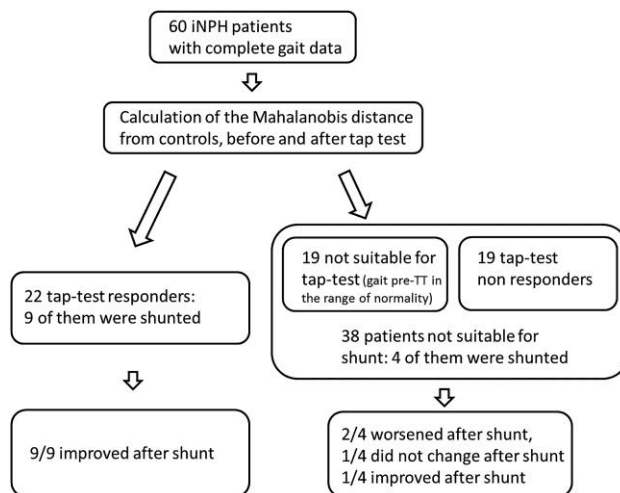 60 iNPH patients
with complete gait data
Calculation of the Mahalanobis distance
from controls, before and after tap test
22 tap-test responders:
9 of them were shunted
19 not suitable for
tap-test (gait pre-TT in
the range of normality)
19 tap-test
non responders
38 patients not suitable for
shunt: 4 of them were shunted
9/9 improved after shunt
2/4 worsened after shunt,
1/4 did not change after shunt
1/4 improved after shunt